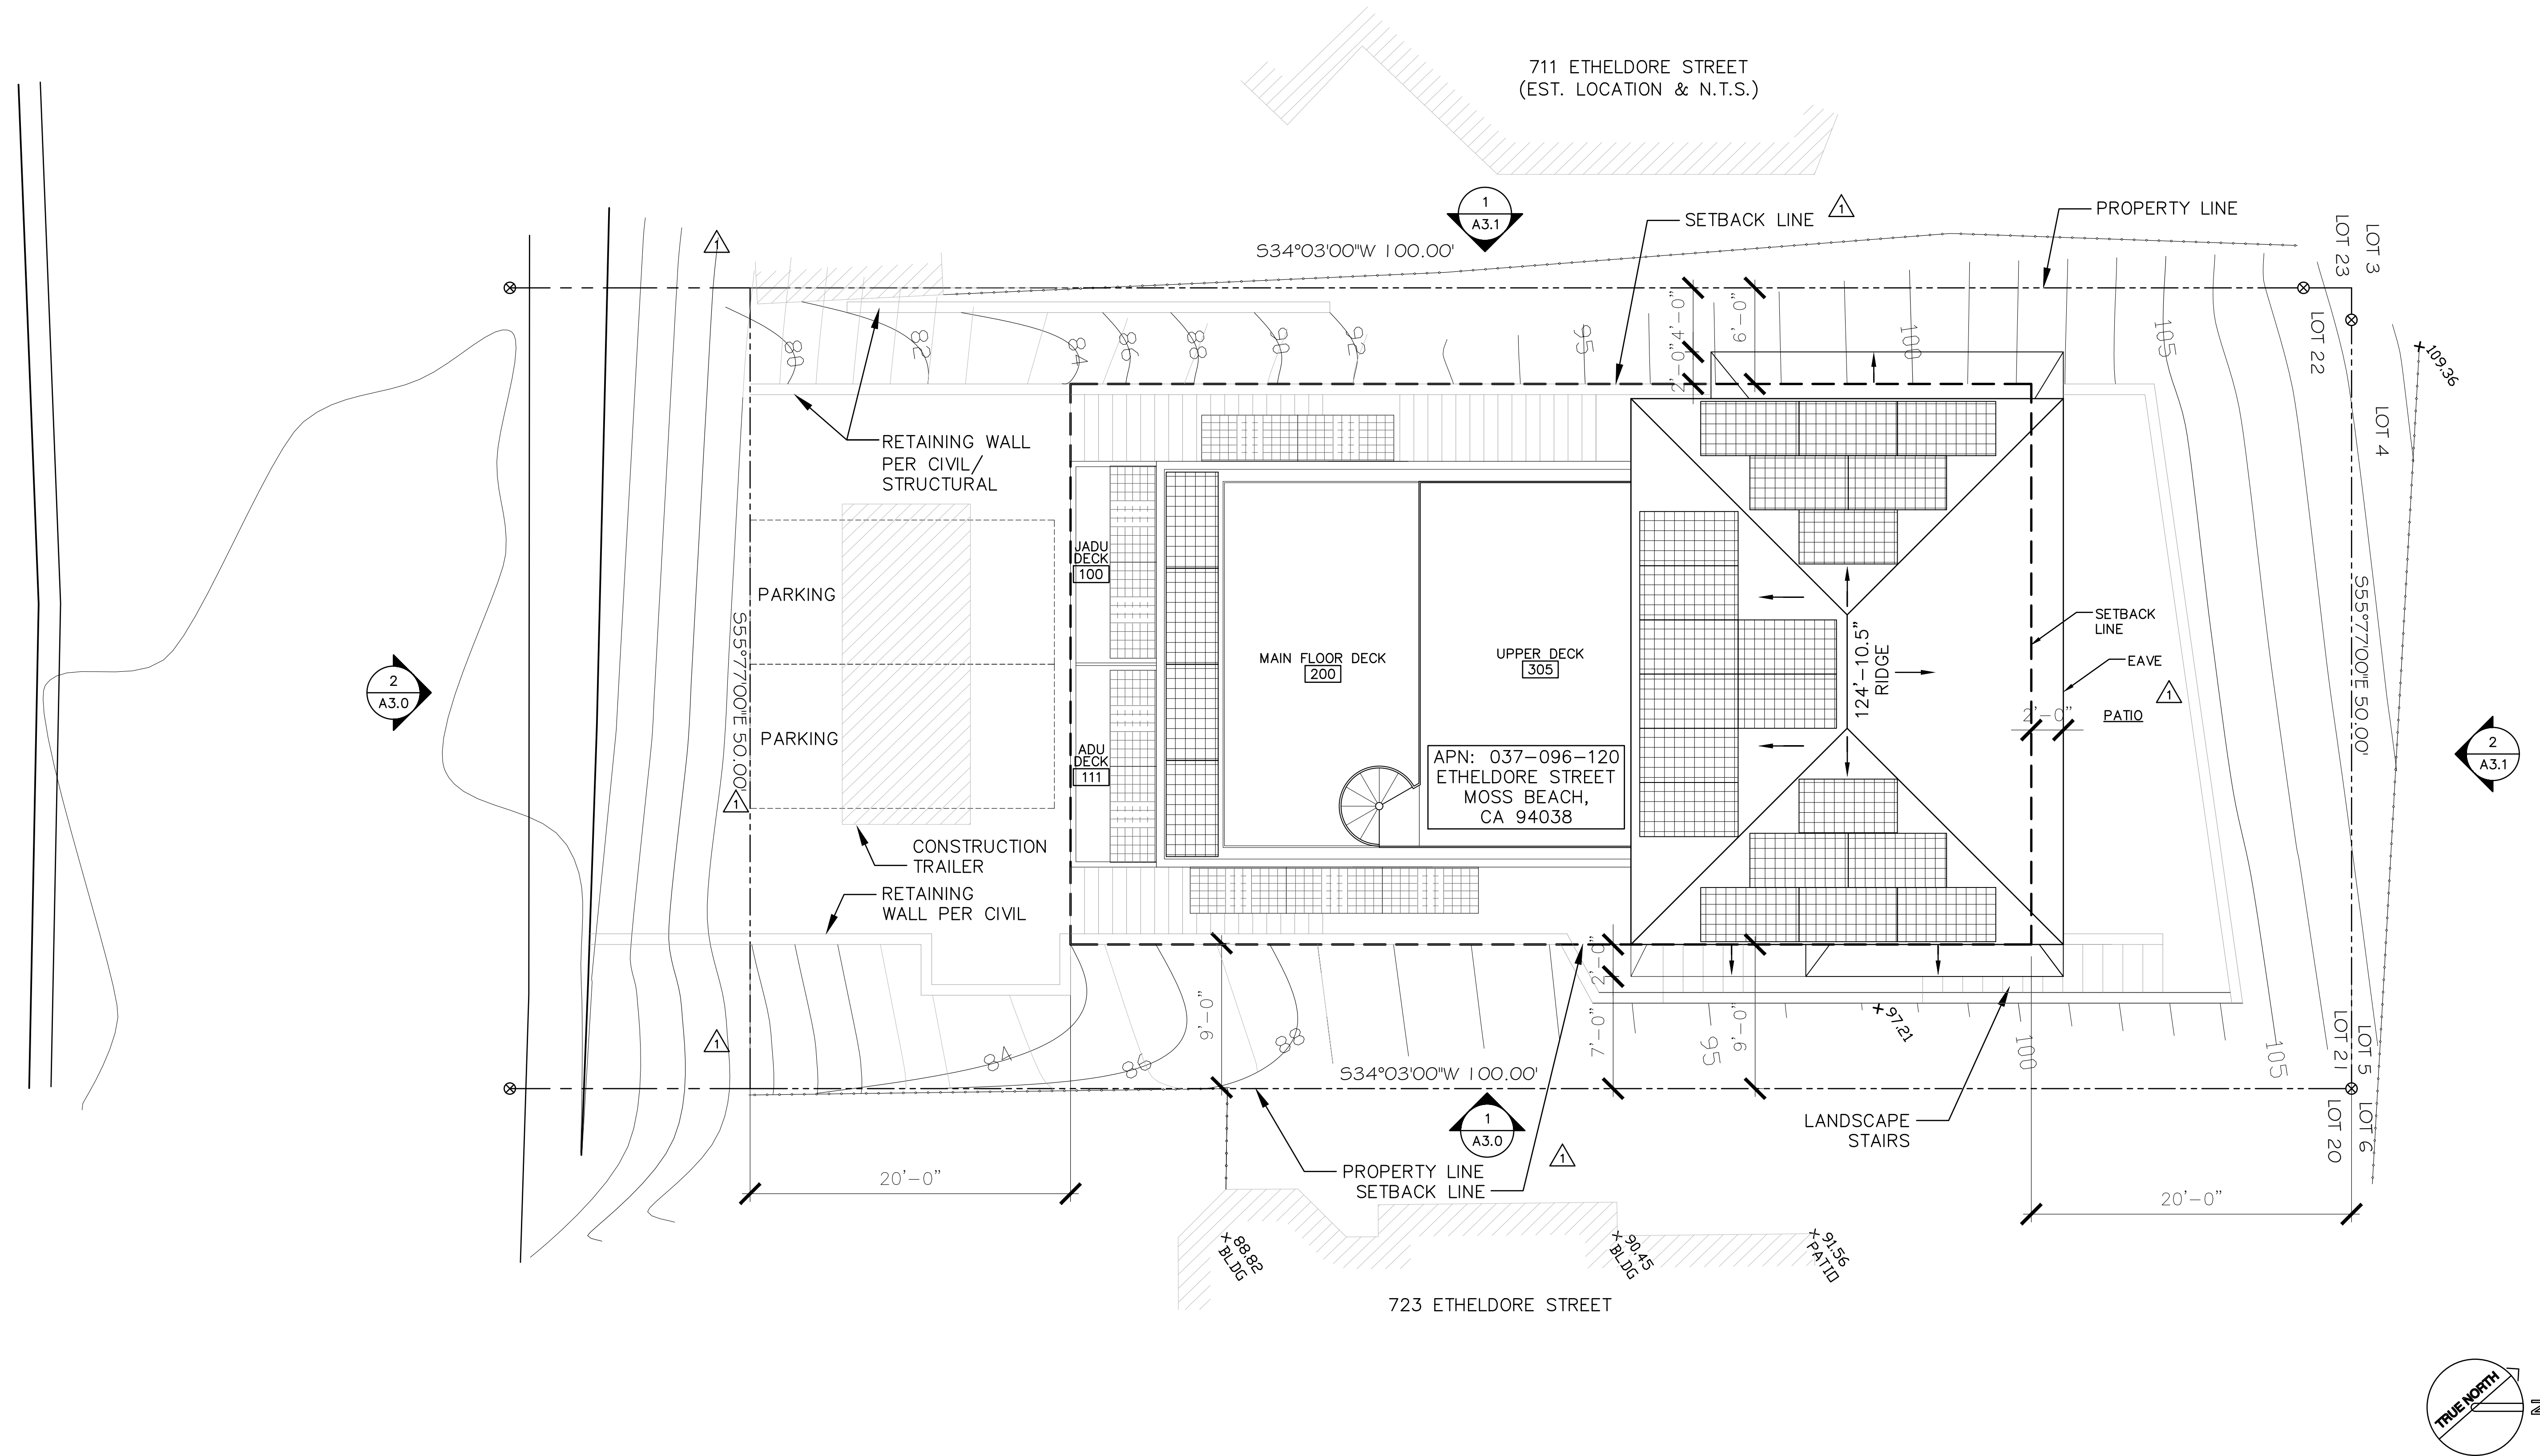 711 ETHELDORE STREET
(EST. LOCATION & N.T.S.)
1
A3.1
SETBACK LINE
1
PROPERTY LINE
1
S34°03'00"W 100.00'
LOT 23
LOT 3
LOT 22
LOT 4
109.36
2'-0"
4'-0"
6'-0"
80
82
84
86
88
90
92
95
100
105
RETAINING WALL
PER CIVIL/
STRUCTURAL
JADU
DECK
100
PARKING
PARKING
S55°77'00"E 50.00'
1
MAIN FLOOR DECK
200
UPPER DECK
305
124'-10.5"
RIDGE
SETBACK
LINE
EAVE
1
2'-0"
PATIO
S55°77'00"E 50.00'
2
A3.0
2
A3.1
ADU
DECK
111
APN: 037-096-120
ETHELDORE STREET
MOSS BEACH,
CA 94038
CONSTRUCTION
TRAILER
RETAINING
WALL PER CIVIL
2'-0"
7'-0"
6'-0"
6'-0"
1
84
86
88
95
97.21
100
105
LOT 21
LOT 5
LOT 20
LOT 6
S34°03'00"W 100.00'
1
A3.0
LANDSCAPE
STAIRS
PROPERTY LINE
SETBACK LINE
1
20'-0"
20'-0"
88.82
BLDG
90.45
BLDG
91.56
PATIO
723 ETHELDORE STREET
TRUE NORTH
N